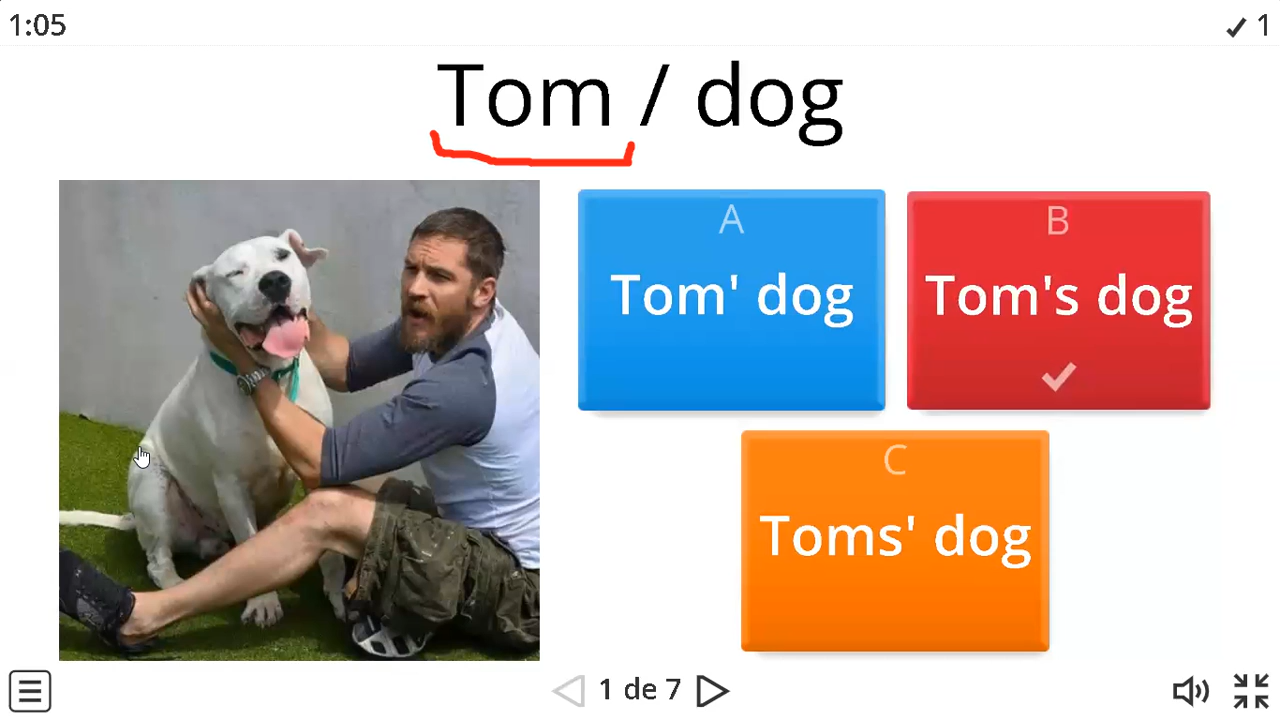 1:05
✓ 1
Tom / dog
A
Tom' dog
B
Tom's dog
C
Toms' dog
1 de 7